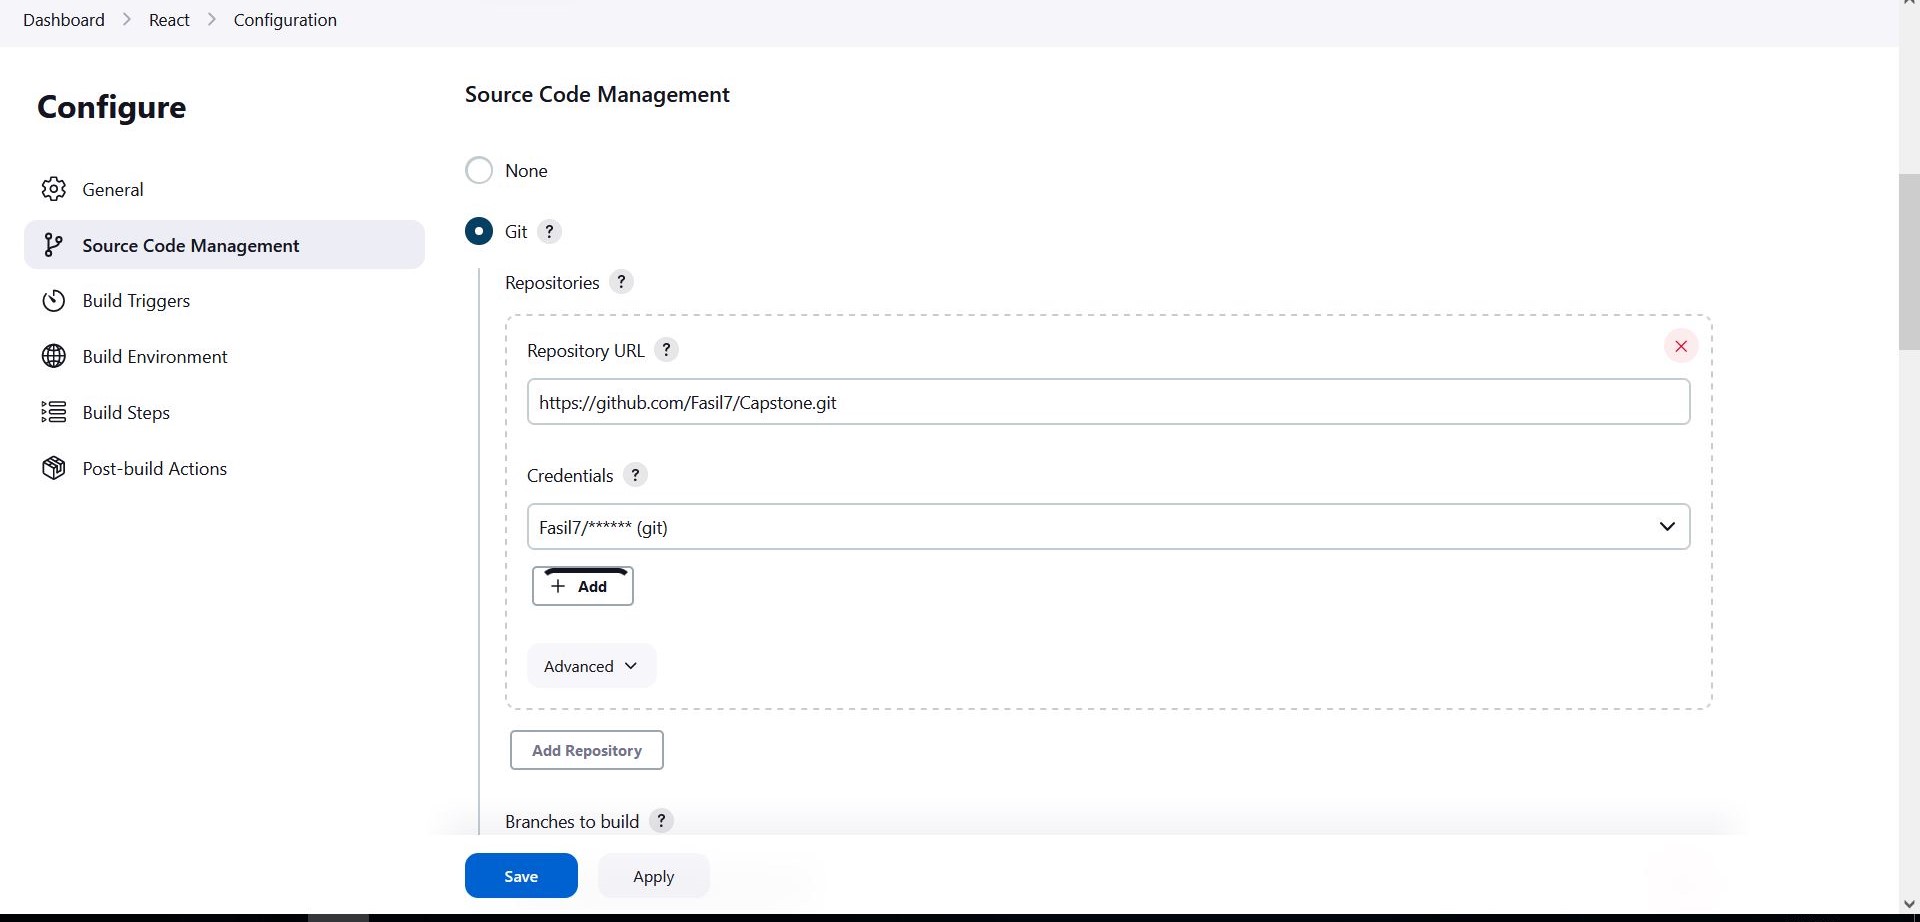 Dashboard > React > Configuration
Configure
General
Source Code Management
Build Triggers
Build Environment
Build Steps
Post-build Actions
Source Code Management
None
Git ?
Repositories ?
Repository URL ?
https://github.com/Fasil7/Capstone.git
Credentials ?
Fasil7/****** (git)
+ Add
Advanced
Add Repository
Branches to build ?
Save Apply